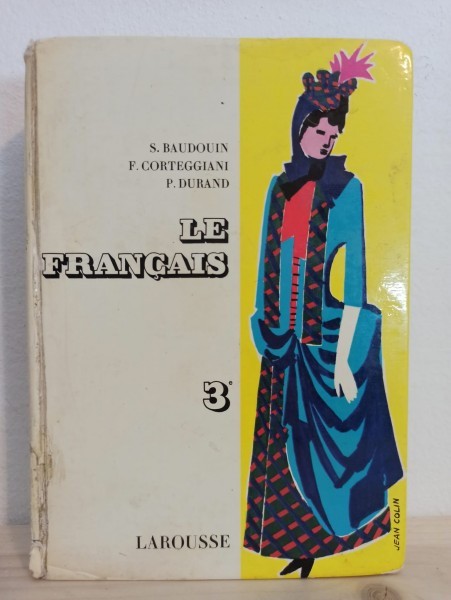 S. BAUDOUIN
F. CORTEGGIANI
P. DURAND
LE
FRANÇAIS
3e
LAROUSSE
JEAN COLIN